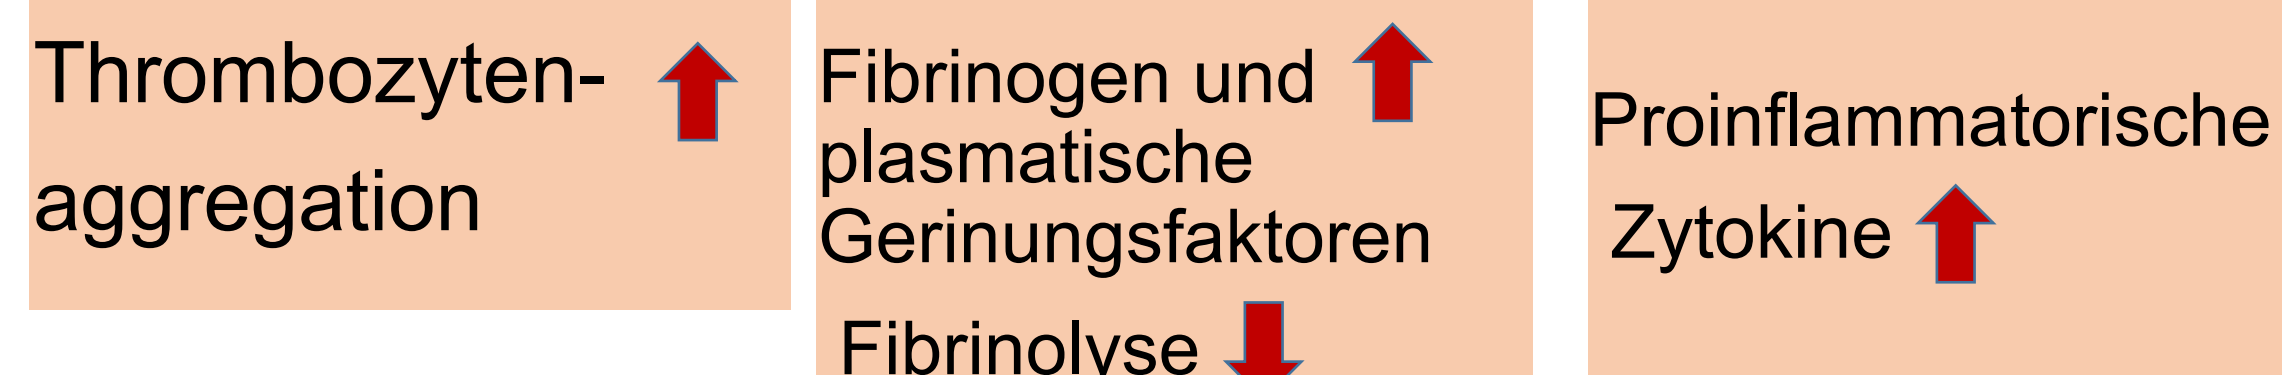 Thrombozyten-
aggregation
Fibrinogen und
plasmatische
Gerinungsfaktoren
Fibrinolyse
Proinflammatorische
Zytokine